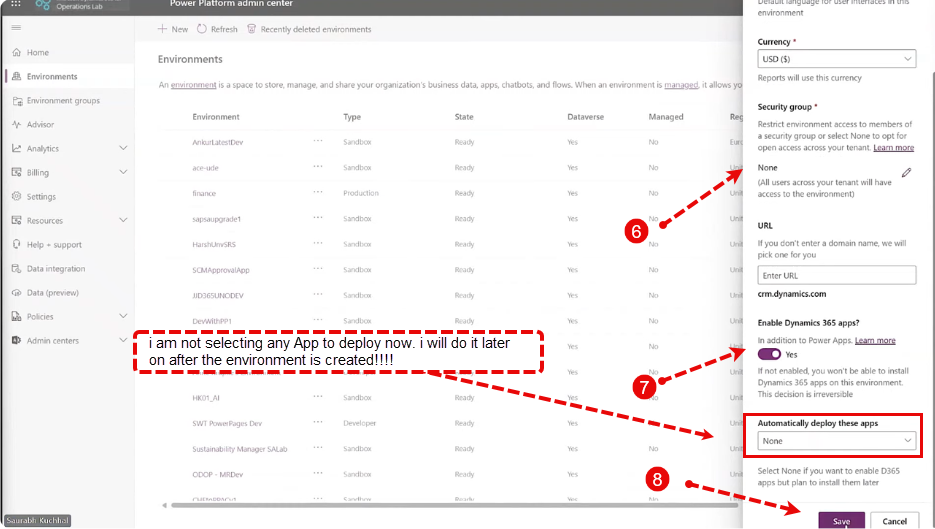 Operations Lab
Power Platform admin center
Home
Environments
Environment groups
Advisor
Analytics
Billing
Settings
Resources
Help + support
Data integration
Data (preview)
Policies
Admin centers
New
Refresh
Recently deleted environments
Environments
An environment is a space to store, manage, and share your organization's business data, apps, chatbots, and flows. When an environment is managed, it allows yo
Environment Type State Dataverse Managed Reg
AnkurLatestDev ... Sandbox Ready Yes No Euro
ace-ude ... Sandbox Ready Yes No Unit
finance ... Production Ready Yes No Unit
sapsaupgrade1 ... Sandbox Ready Yes No Unit
HarshUnvSRS ... Sandbox Ready Yes No Unit
SCMApprovalApp ... Sandbox Ready Yes No Unit
JJD365UNODEV ... Sandbox Ready Yes No Unit
DevWithPP1 ... Sandbox Ready Yes No Unit
i am not selecting any App to deploy now. i will do it later
on after the environment is created!!!!
HK01_AI ... Sandbox Ready Yes No Unit
SWT PowerPages Dev ... Developer Ready Yes No Unit
Sustainability Manager SALab ... Sandbox Ready Yes No Unit
ODOP - MRDev ... Sandbox Ready Yes No Unit
Saurabh Kuchhal
Default language for user interfaces in this
environment
Currency *
USD ($)
Reports will use this currency
Security group *
Restrict environment access to members of
a security group or select None to opt for
open access across your tenant. Learn more
None
(All users across your tenant will have
access to the environment)
6
URL
If you don't enter a domain name, we will
pick one for you
Enter URL
crm.dynamics.com
Enable Dynamics 365 apps?
In addition to Power Apps. Learn more
Yes
7
If not enabled, you won't be able to install
Dynamics 365 apps on this environment.
This decision is irreversible
Automatically deploy these apps
None
8
Select None if you want to enable D365
apps but plan to install them later
Save
Cancel